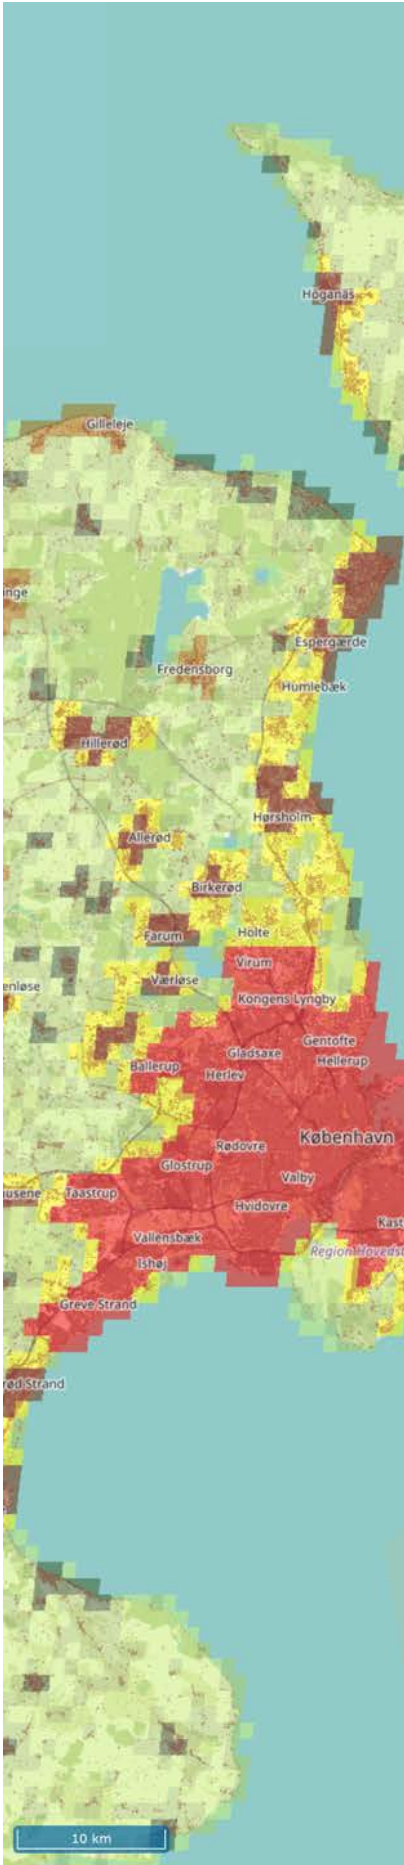 Höganäs
Gilleleje
inge
Espergærde
Fredensborg
Humlebæk
Hillerød
Hørsholm
Allerød
Birkerød
Farum
Holte
Virum
Værløse
enløse
Kongens Lyngby
Gentofte
Gladsaxe
Hellerup
Ballerup
Herlev
København
Rødovre
Glostrup
Valby
usene
Taastrup
Hvidovre
Kast
Vallensbæk
Region Hovedst
Ishøj
Greve Strand
rød Strand
10 km